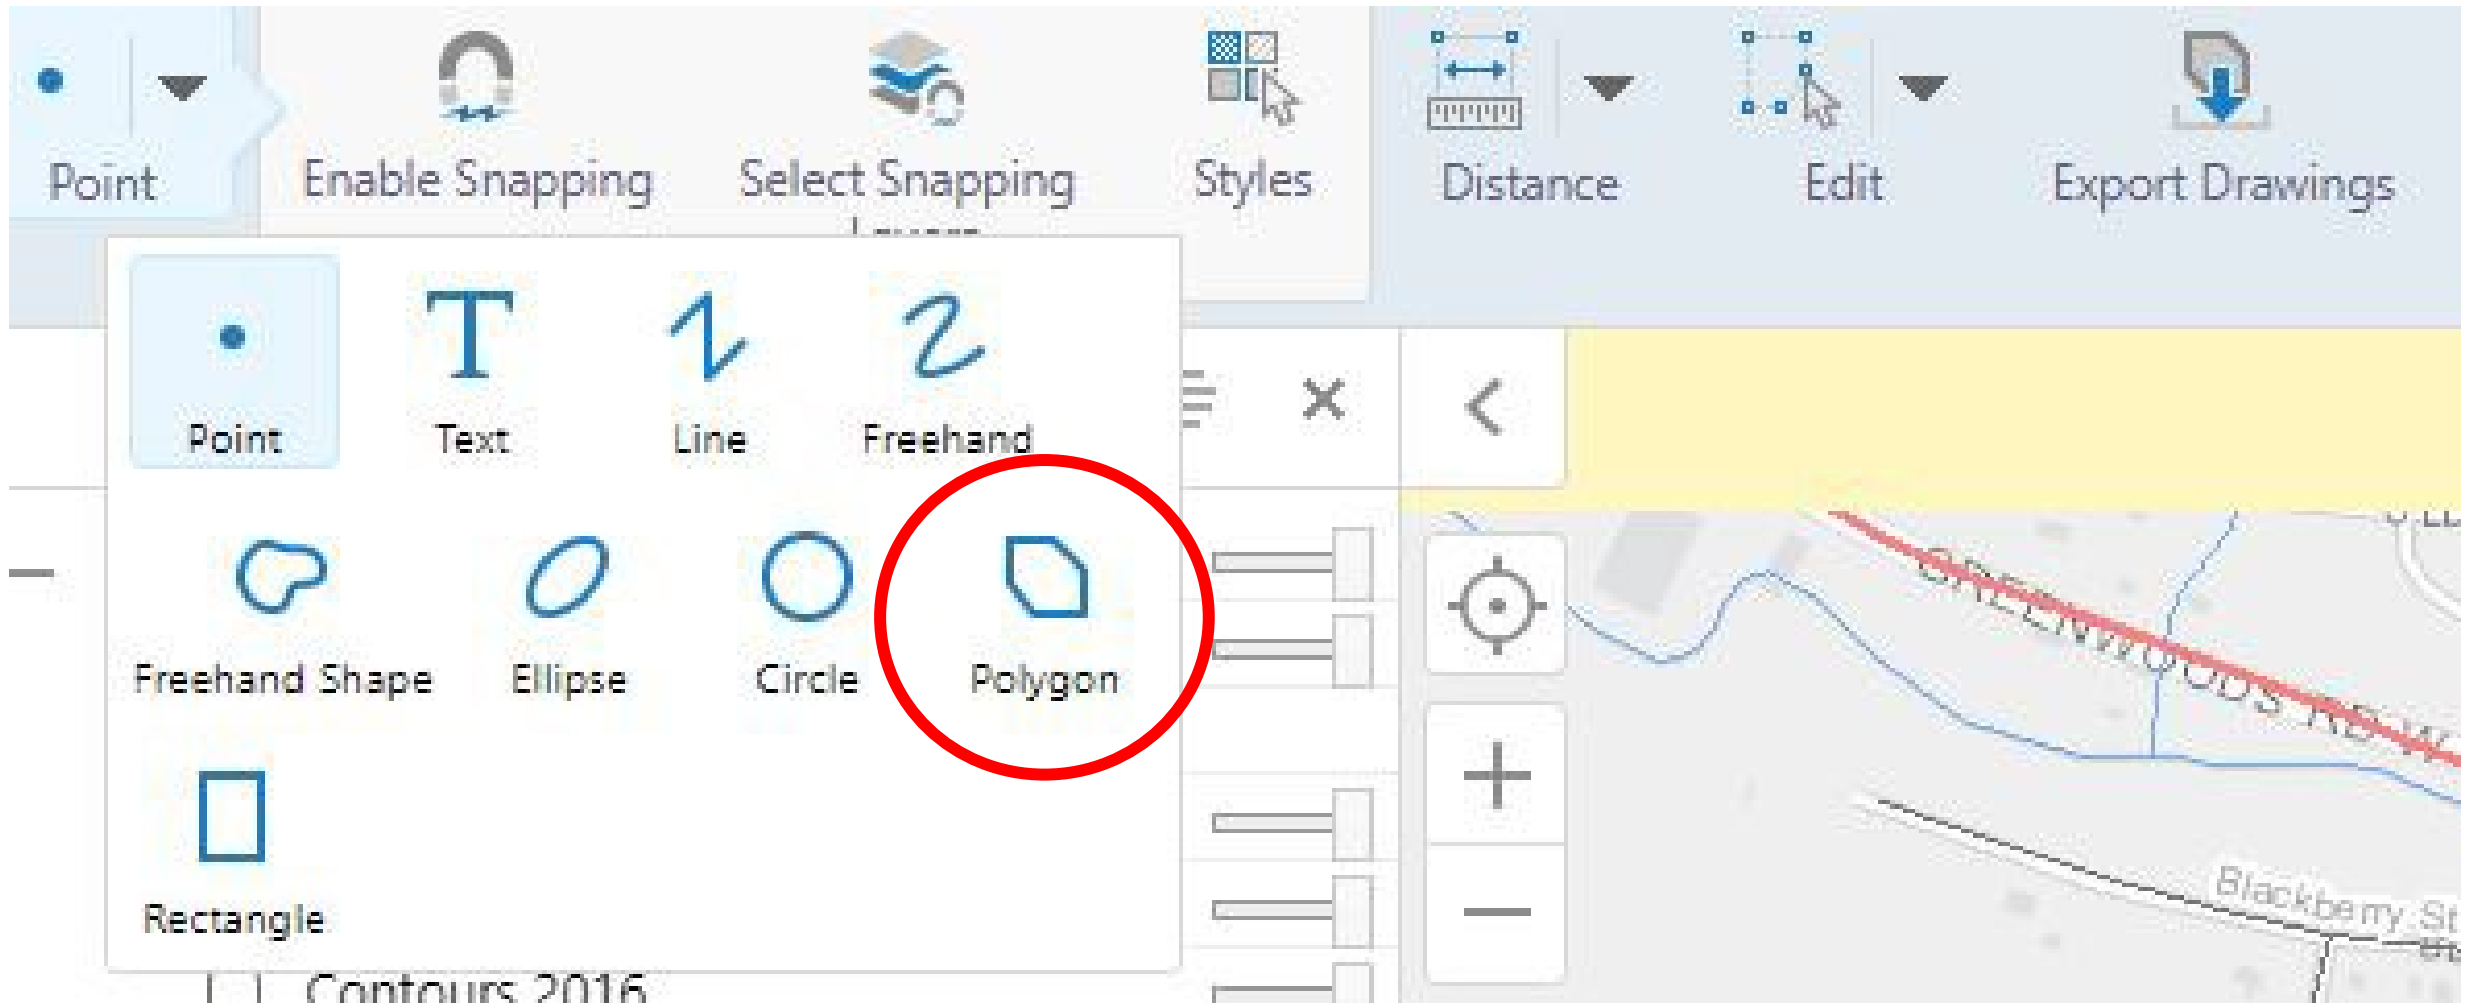 Point
Enable Snapping
Select Snapping
Layers
Styles
Distance
Edit
Export Drawings
Point
Text
Line
Freehand
Freehand Shape
Ellipse
Circle
Polygon
Rectangle
Contours 2016
GREENWOODS RD W
Blackberry St